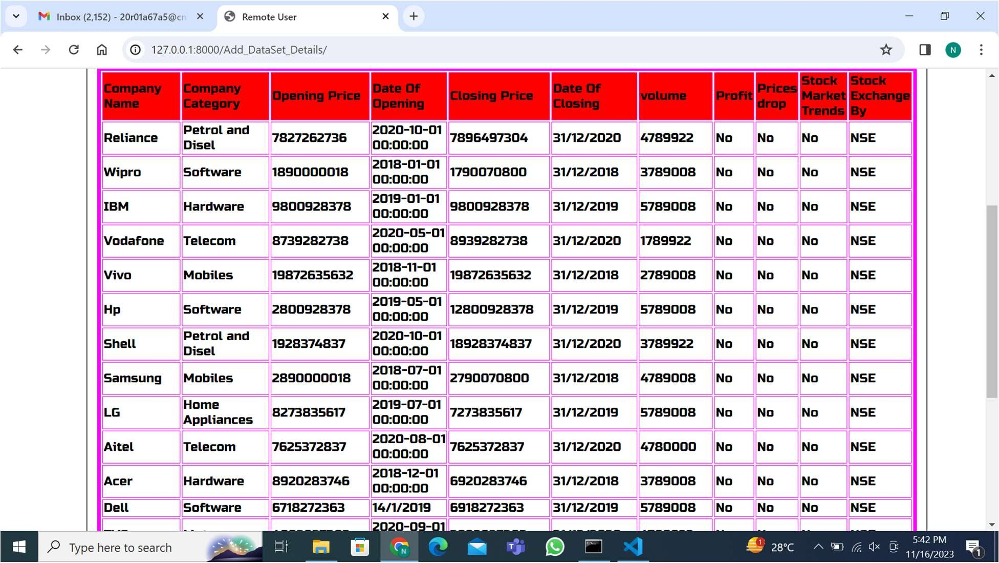 Inbox (2,152) - 20r01a67a5@cm
Remote User
127.0.0.1:8000/Add_DataSet_Details/
N
Company Name Company Category Opening Price Date Of Opening Closing Price Date Of Closing volume Profit Prices drop Stock Market Trends Stock Exchange By
Reliance Petrol and Disel 7827262736 2020-10-01 00:00:00 7896497304 31/12/2020 4789922 No No No NSE
Wipro Software 1890000018 2018-01-01 00:00:00 1790070800 31/12/2018 3789008 No No No NSE
IBM Hardware 9800928378 2019-01-01 00:00:00 9800928378 31/12/2019 5789008 No No No NSE
Vodafone Telecom 8739282738 2020-05-01 00:00:00 8939282738 31/12/2020 1789922 No No No NSE
Vivo Mobiles 19872635632 2018-11-01 00:00:00 19872635632 31/12/2018 2789008 No No No NSE
Hp Software 2800928378 2019-05-01 00:00:00 12800928378 31/12/2019 5789008 No No No NSE
Shell Petrol and Disel 1928374837 2020-10-01 00:00:00 18928374837 31/12/2020 3789922 No No No NSE
Samsung Mobiles 2890000018 2018-07-01 00:00:00 2790070800 31/12/2018 4789008 No No No NSE
LG Home Appliances 8273835617 2019-07-01 00:00:00 7273835617 31/12/2019 5789008 No No No NSE
Aitel Telecom 7625372837 2020-08-01 00:00:00 7625372837 31/12/2020 4780000 No No No NSE
Acer Hardware 8920283746 2018-12-01 00:00:00 6920283746 31/12/2018 3789008 No No No NSE
Dell Software 6718272363 14/1/2019 6918272363 31/12/2019 5789008 No No No NSE
2020-09-01
Type here to search
N
1
28°C
5:42 PM
11/16/2023
1